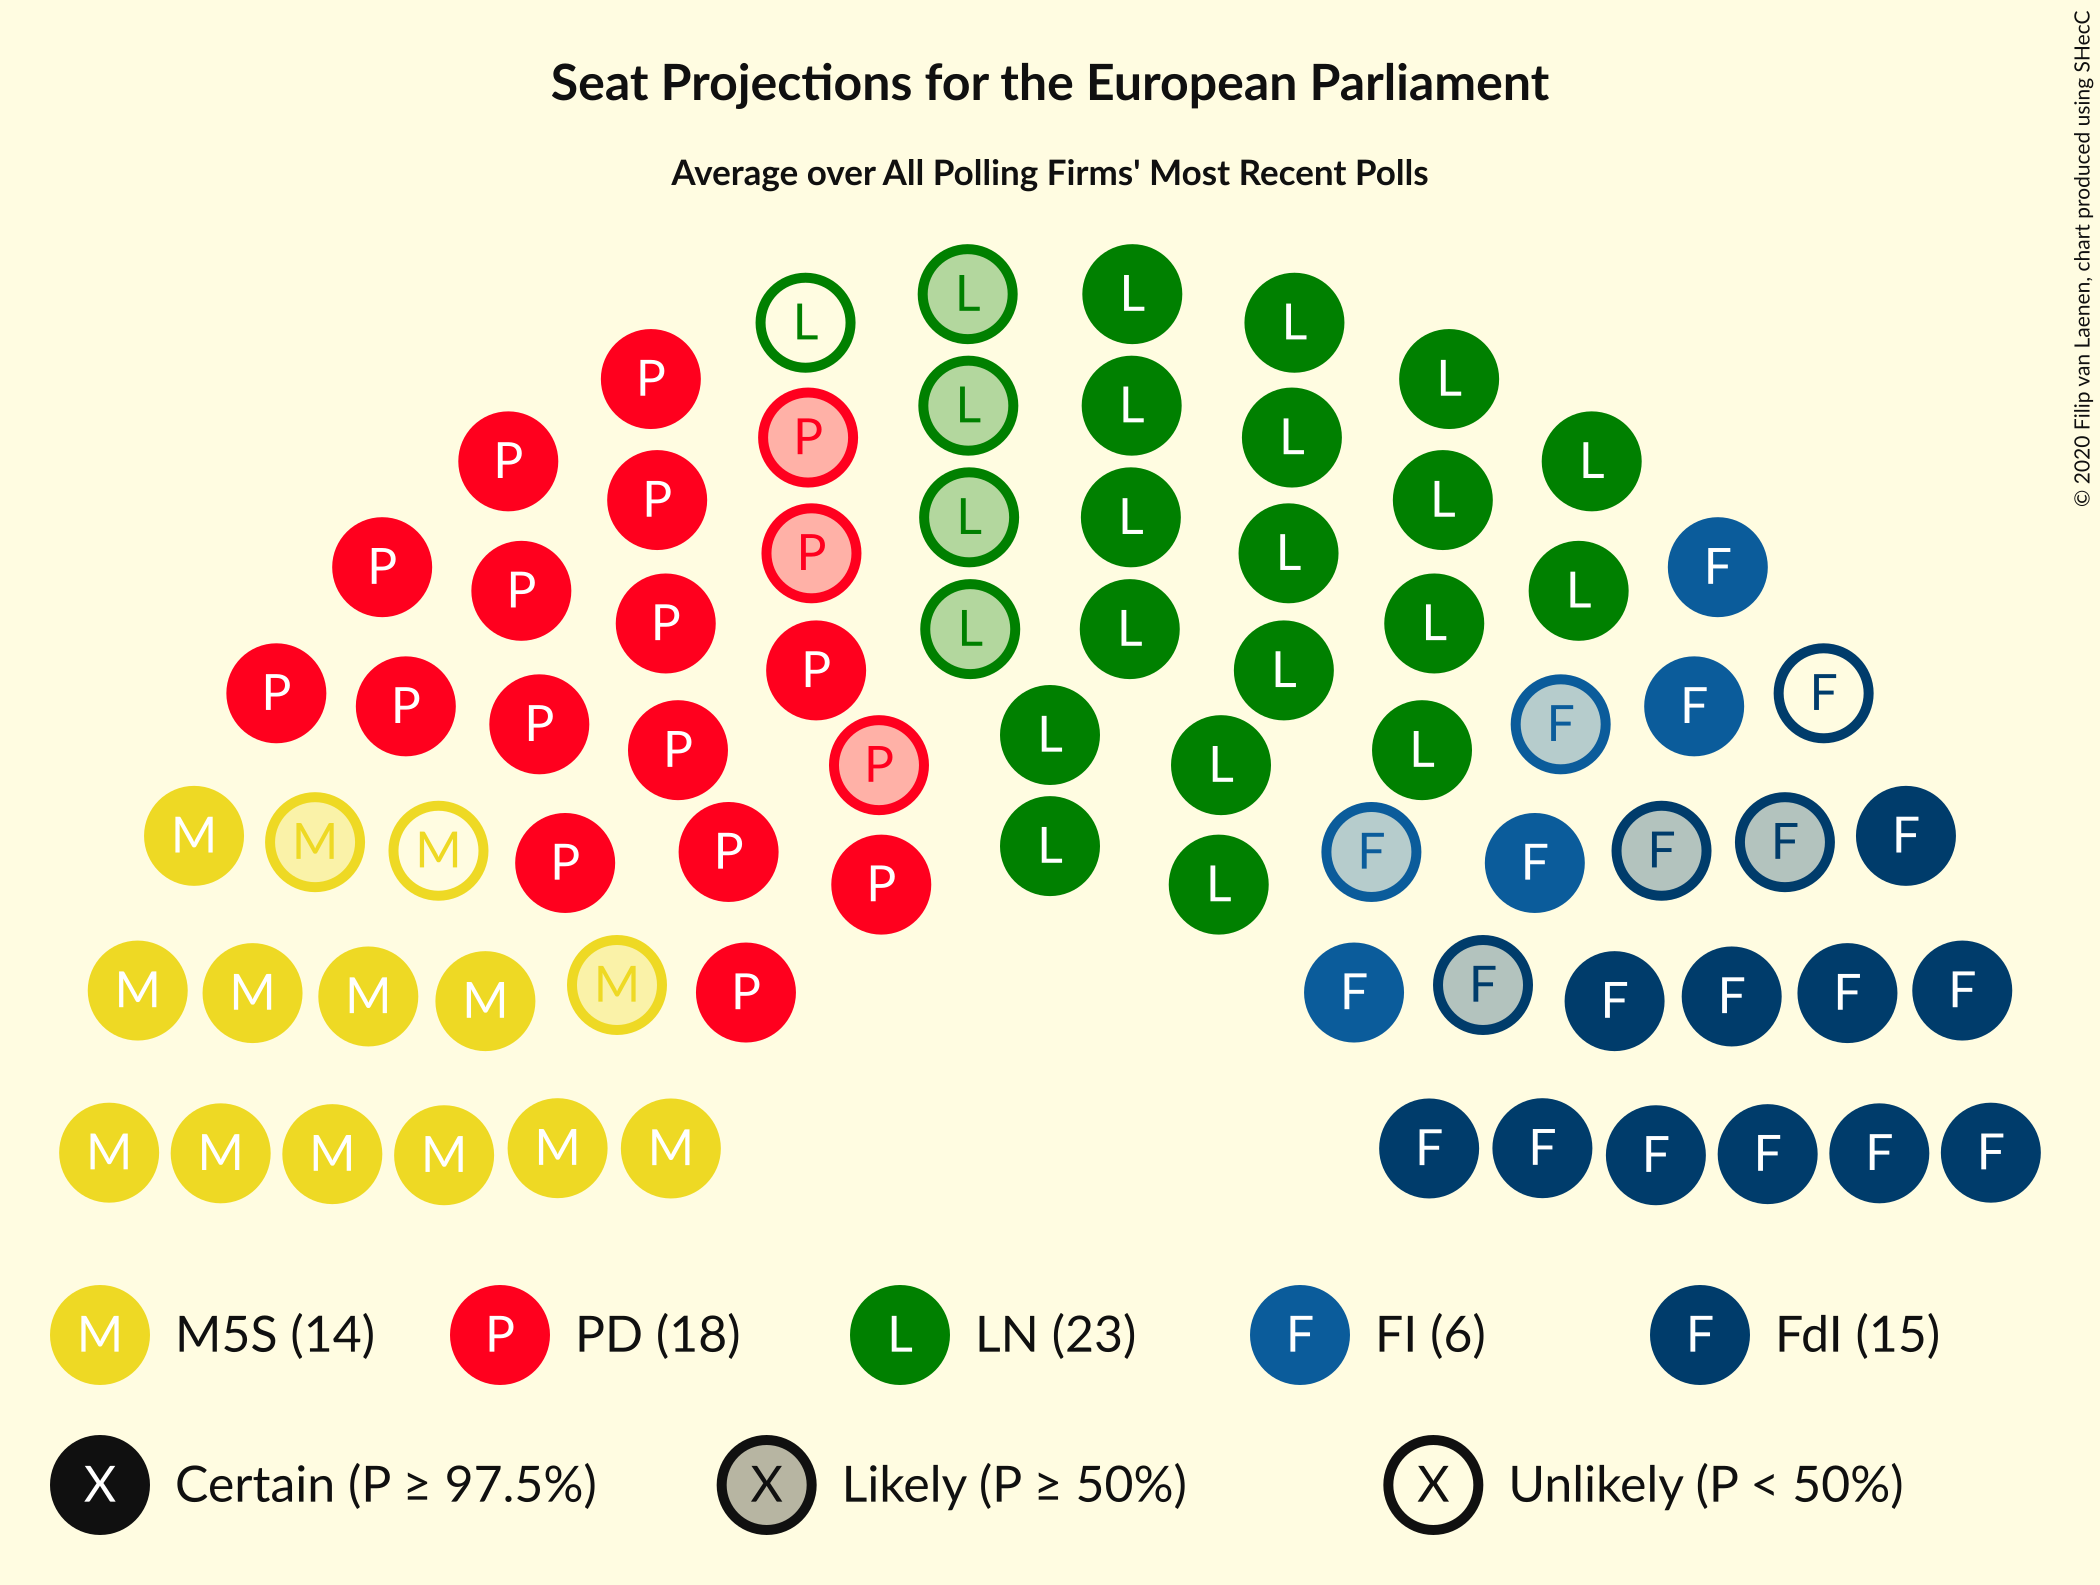 Seat Projections for the European Parliament
Average over All Polling Firms' Most Recent Polls
© 2020 Filip van Laenen, chart produced using SHecC
L L
L L
P L L
P L L
P L
P P L
P L L
P F
P L
P L L
P L
P L L
P L
P F
P P F
P F
L
P L
P L F
M M F F
L
M P P F F F
P L
M M M M M P F F F F F F
M M M M M M F F F F F F
M M5S (14) P PD (18) L LN (23) F FI (6) F FdI (15)
X Certain (P ≥ 97.5%) X Likely (P ≥ 50%) X Unlikely (P < 50%)